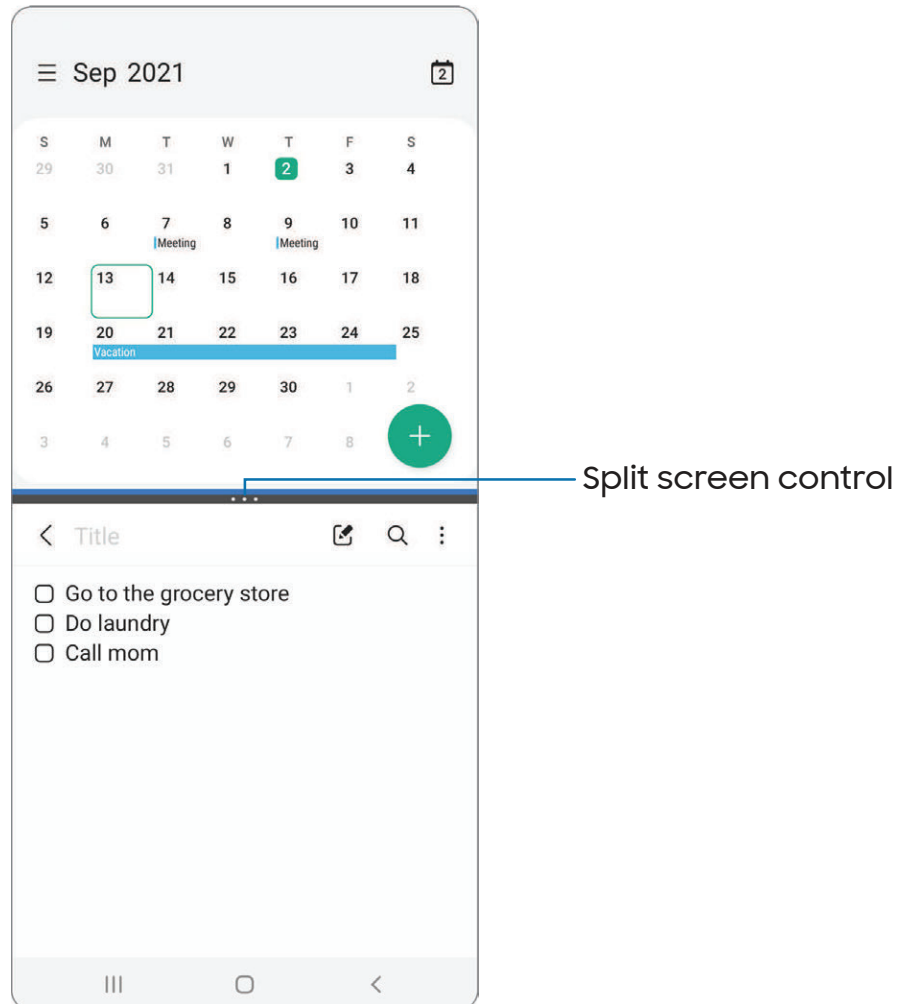 Sep 2021
2
S M T W T F S
29 30 31 1 2 3 4
5 6 7 8 9 10 11
Meeting Meeting
12 13 14 15 16 17 18
19 20 21 22 23 24 25
Vacation
26 27 28 29 30 1 2
3 4 5 6 7 8
Split screen control
Title
Go to the grocery store
Do laundry
Call mom